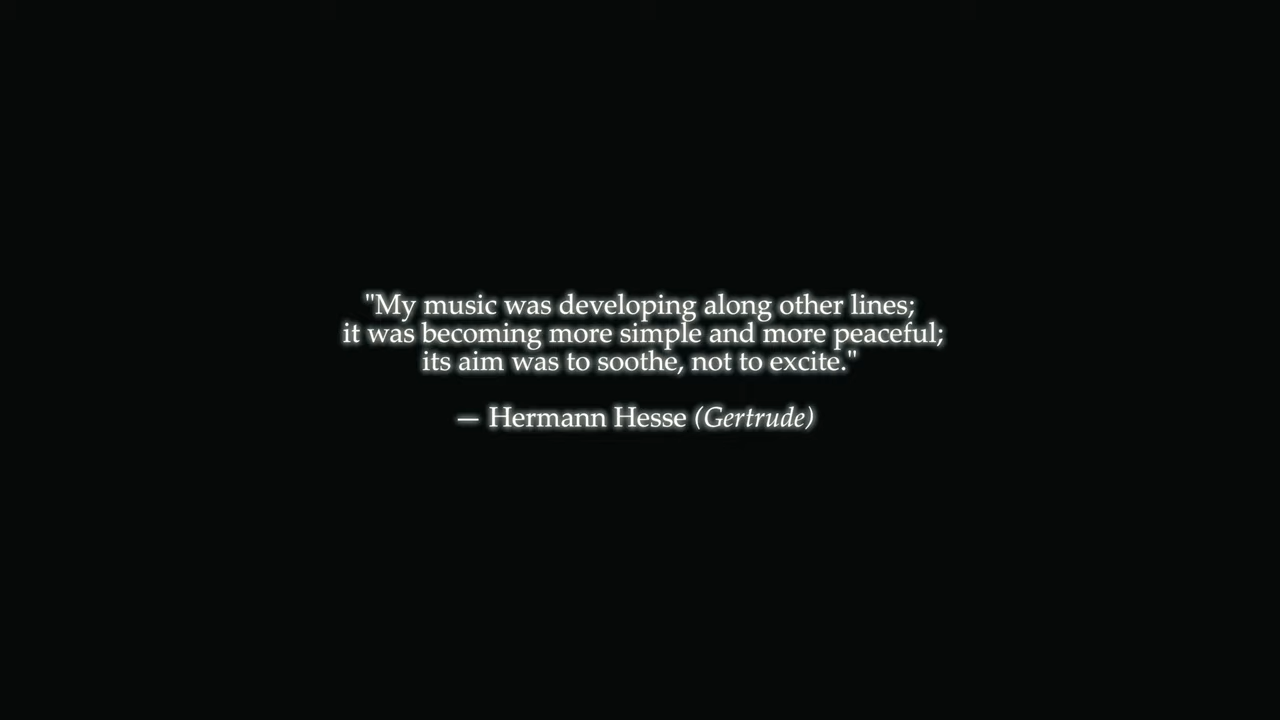 "My music was developing along other lines;
it was becoming more simple and more peaceful;
its aim was to soothe, not to excite."
— Hermann Hesse (Gertrude)